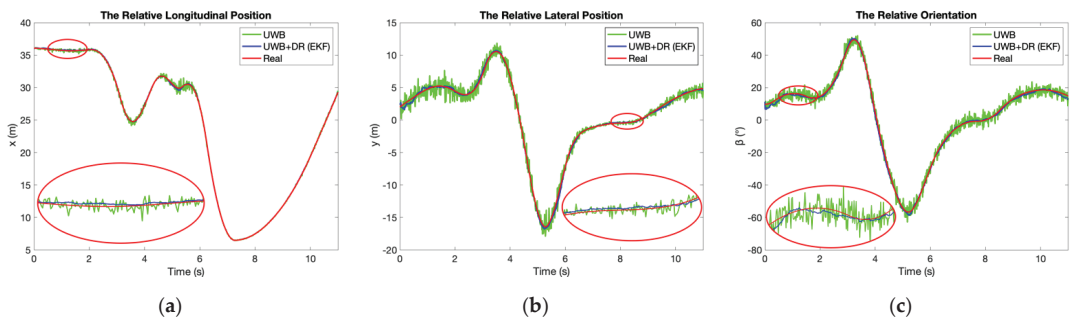 The Relative Longitudinal Position
UWB
UWB+DR (EKF)
Real
x (m)
40
35
30
25
20
15
10
5
0
2
4
6
8
10
Time (s)
(a)
The Relative Lateral Position
UWB
UWB+DR (EKF)
Real
y (m)
15
10
5
0
-5
-10
-15
-20
0
2
4
6
8
10
Time (s)
(b)
The Relative Orientation
UWB
UWB+DR (EKF)
Real
β (°)
60
40
20
0
-20
-40
-60
-80
0
2
4
6
8
10
Time (s)
(c)